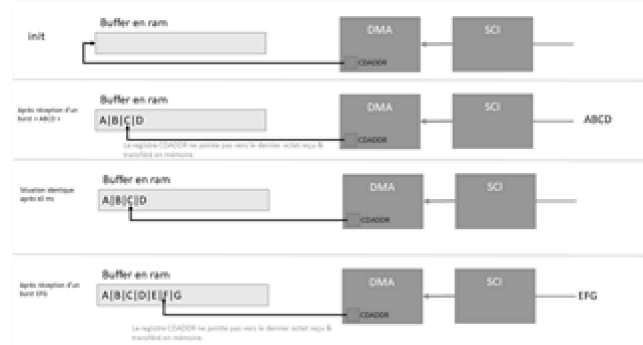 init
Buffer en ram
DMA
SCI
CDADDR
Après réception d'un
burst « ABCD »
Buffer en ram
A|B|C|D
DMA
SCI
CDADDR
ABCD
Le registre CDADDR ne pointe pas vers le dernier octet reçu &
transféré en mémoire
Situation identique
après
ms
Buffer en ram
A|B|C|D
DMA
SCI
CDADDR
Après réception d'un
burst EFG
Buffer en ram
A|B|C|D|E|F|G
DMA
SCI
CDADDR
EFG
Le registre CDADDR ne pointe pas vers le dernier octet reçu &
transféré en mémoire